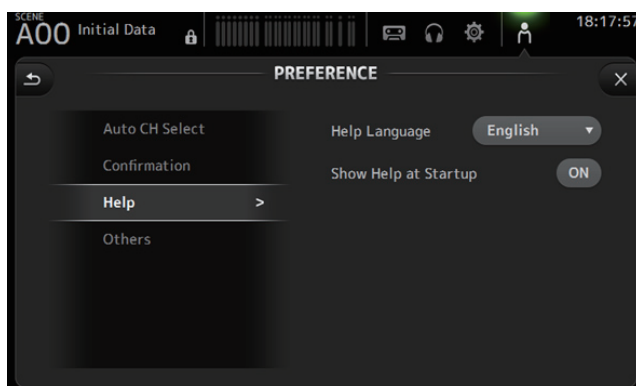 SCENE
A00 Initial Data
18:17:57
PREFERENCE
Auto CH Select
Confirmation
Help >
Others
Help Language English
Show Help at Startup ON